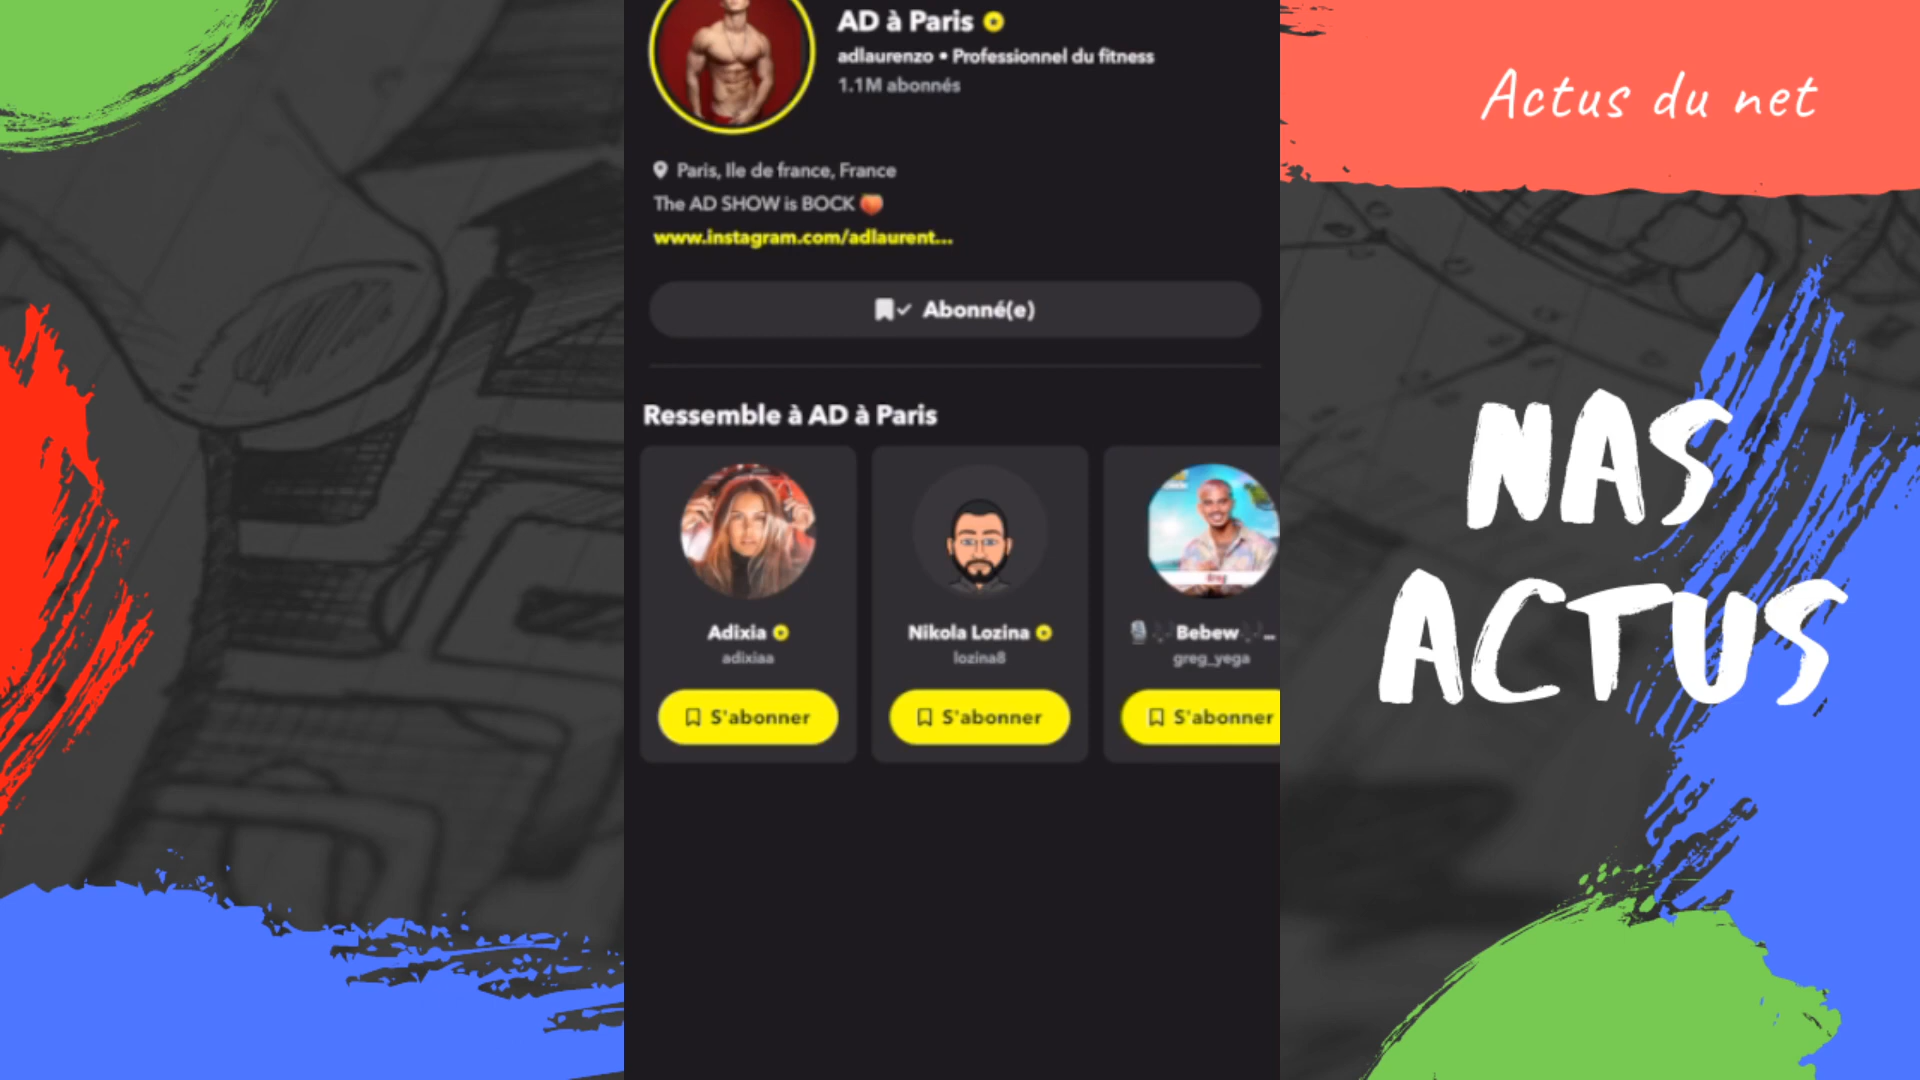 AD à Paris
adlaurenzo • Professionnel du fitness
1.1M abonnés
Paris, Ile de france, France
The AD SHOW is BOCK 🍑
www.instagram.com/adlaurent...
Abonné(e)
Ressemble à AD à Paris
Adixia
adixiaa
S'abonner
Nikola Lozina
lozina8
S'abonner
Bebew ...
greg_yega
S'abonner
Actus du net
NAS
ACTUS